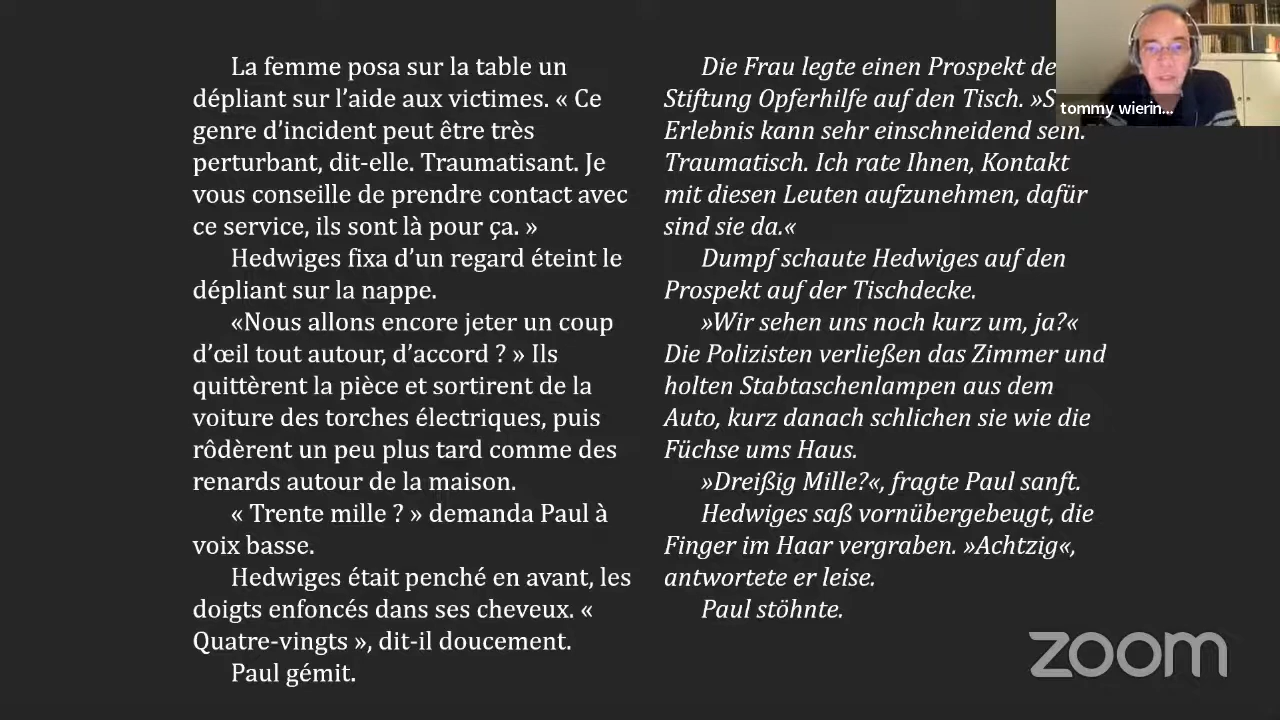 La femme posa sur la table un
dépliant sur l’aide aux victimes. « Ce
genre d’incident peut être très
perturbant, dit-elle. Traumatisant. Je
vous conseille de prendre contact avec
ce service, ils sont là pour ça. »
Hedwiges fixa d’un regard éteint le
dépliant sur la nappe.
«Nous allons encore jeter un coup
d’œil tout autour, d’accord ? » Ils
quittèrent la pièce et sortirent de la
voiture des torches électriques, puis
rôdèrent un peu plus tard comme des
renards autour de la maison.
« Trente mille ? » demanda Paul à
voix basse.
Hedwiges était penché en avant, les
doigts enfoncés dans ses cheveux. «
Quatre-vingts », dit-il doucement.
Paul gémit.
Die Frau legte einen Prospekt
Stiftung Opferhilfe auf den Tisch.
Erlebnis kann sehr einschneidend sein.
Traumatisch. Ich rate Ihnen, Kontakt
mit diesen Leuten aufzunehmen, dafür
sind sie da.«
Dumpf schaute Hedwiges auf den
Prospekt auf der Tischdecke.
»Wir sehen uns noch kurz um, ja?«
Die Polizisten verließen das Zimmer und
holten Stabtaschenlampen aus dem
Auto, kurz danach schlichen sie wie die
Füchse ums Haus.
»Dreißig Mille?«, fragte Paul sanft.
Hedwiges saß vornübergebeugt, die
Finger im Haar vergraben. »Achtzig«,
antwortete er leise.
Paul stöhnte.
tommy wierin...
zoom